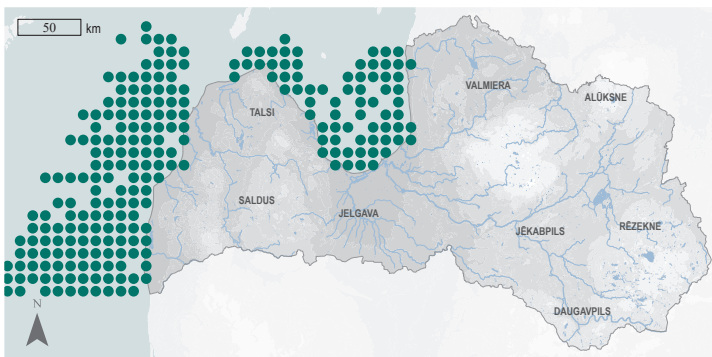 50 km
VALMIERA
ALŪKSNE
TALSI
SALDUS
JELGAVA
JĒKABPILS
RĒZEKNE
N
DAUGAVPILS